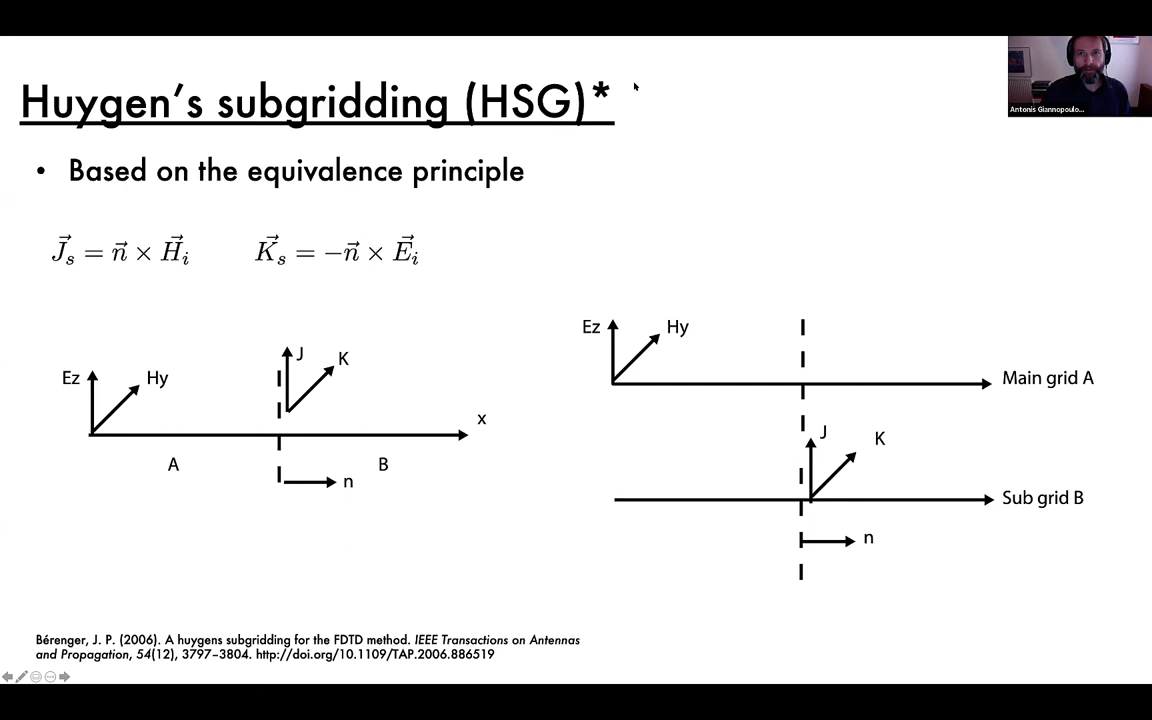 Huygen's subgridding (HSG)*
Antonis Giannopoulo...
• Based on the equivalence principle
J⃗s = n⃗ × H⃗i K⃗s = −n⃗ × E⃗i
Ez Hy J K x
A B
n
Ez Hy
Main grid A
J K
Sub grid B
n
Bérenger, J. P. (2006). A huygens subgridding for the FDTD method. IEEE Transactions on Antennas
and Propagation, 54(12), 3797–3804. http://doi.org/10.1109/TAP.2006.886519